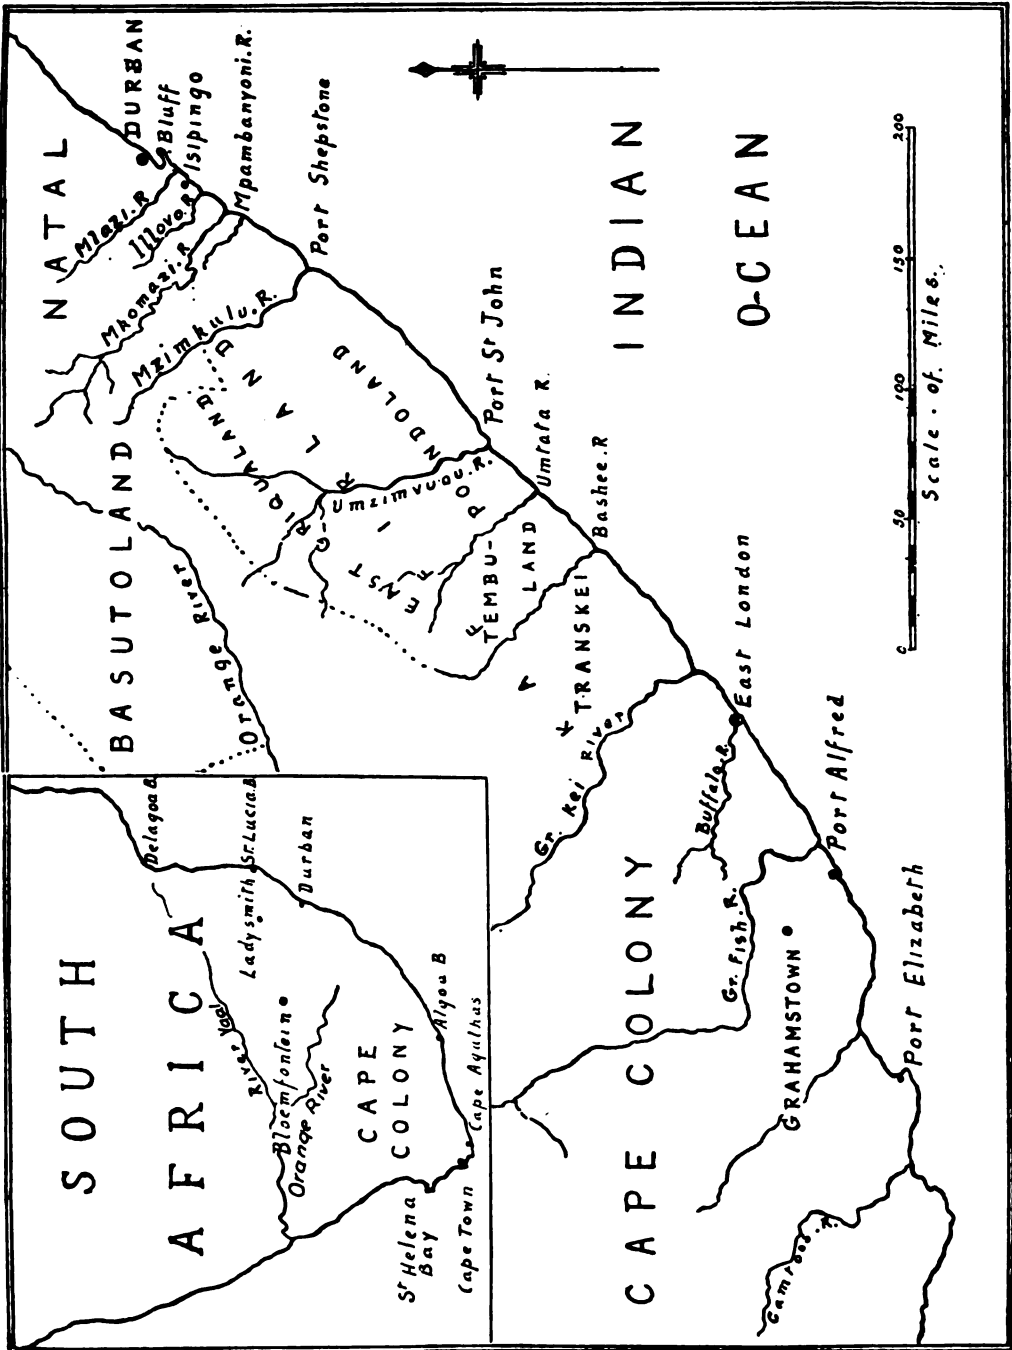 SOUTH
AFRICA
Delagoa B.
St. Lucia B.
Ladysmith
Durban
River Vaal
Bloemfonlein
Orange River
CAPE
COLONY
Algoa B
Cape Agulhas
St Helena
Bay
Cape Town
NATAL
DURBAN
Bluff
Isipingo
Mlazi. R
Illovo. R
Mpambanyoni. R.
Mkomazi. R
Mzimkulu. R.
Port Shepstone
BASUTOLAND
Orange River
GRIQUALAND
EAST
PONDOLAND
Umzimvubu. R.
Port St John
Umtata R.
TEMBU-
LAND
Bashee. R
TRANSKEI
KAFFIRLAND
Gr. Kei River
East London
Buffalo. R.
Port Alfred
Gr. Fish. R.
GRAHAMSTOWN
Port Elizabeth
CAPE COLONY
Gamtoos. R.
INDIAN
OCEAN
0 50 100 150 200
Scale. of Miles.